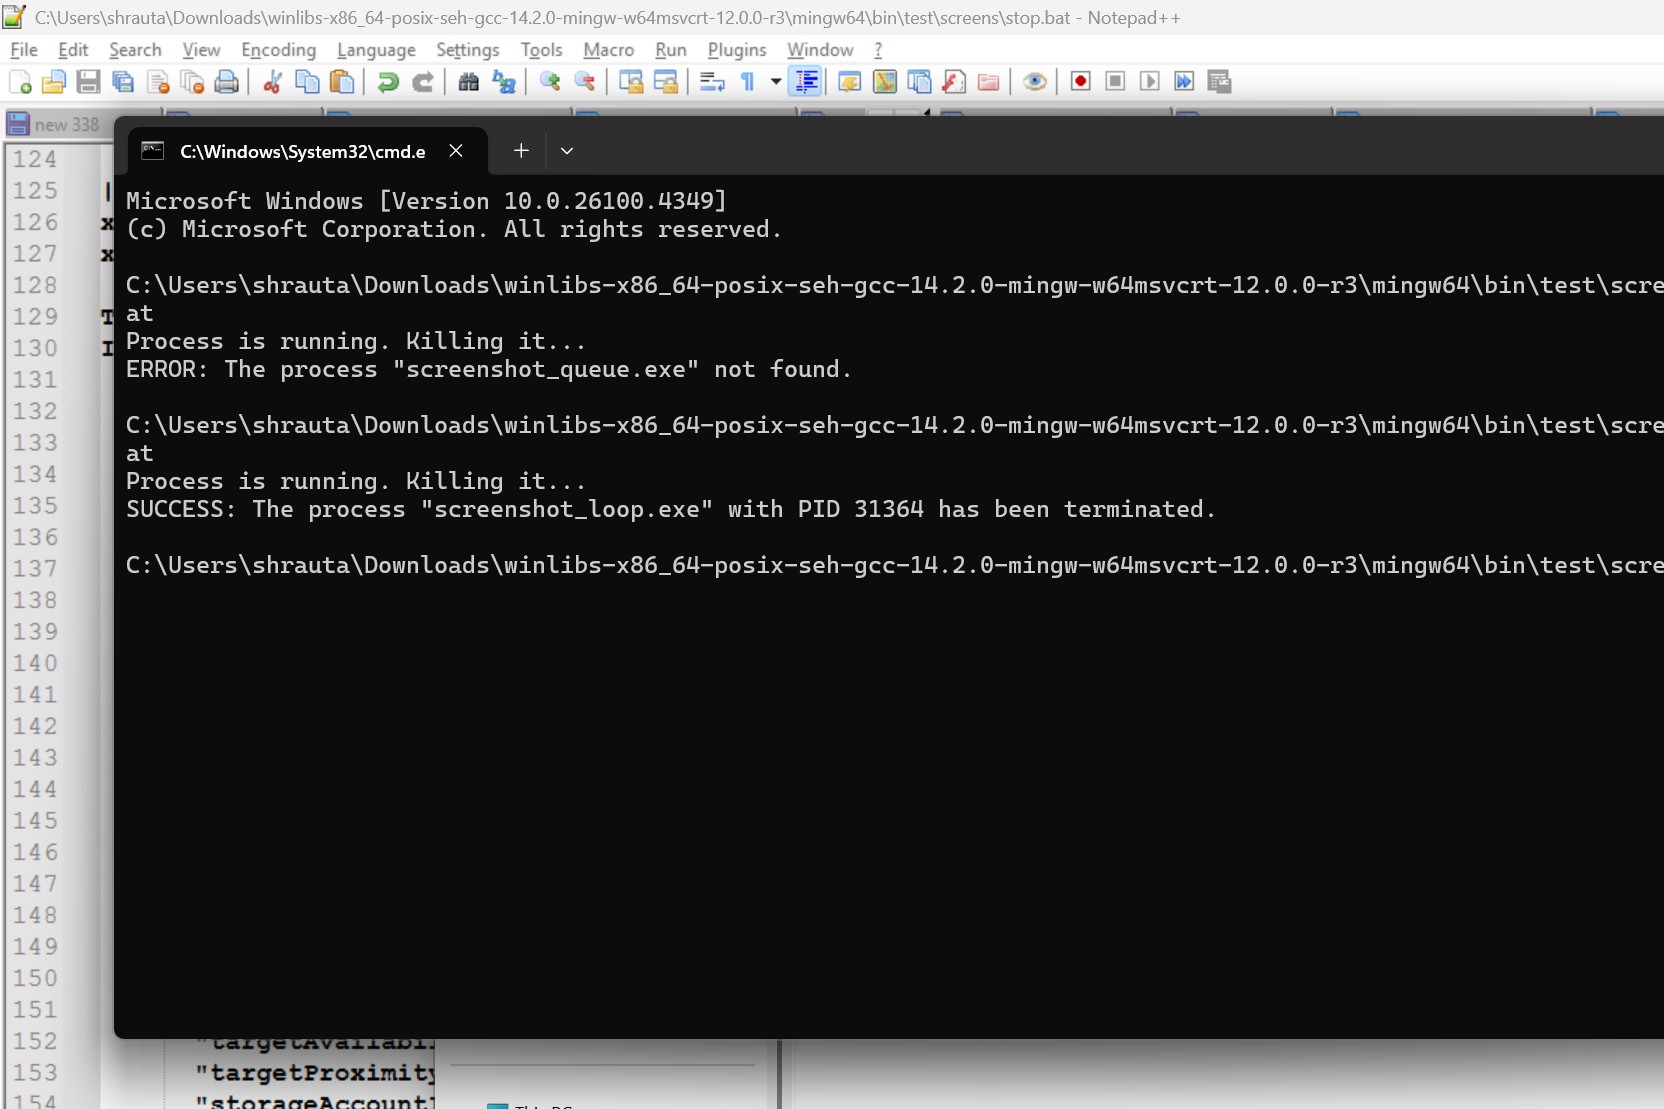 C:\Users\shrauta\Downloads\winlibs-x86_64-posix-seh-gcc-14.2.0-mingw-w64msvcrt-12.0.0-r3\mingw64\bin\test\screens\stop.bat - Notepad++
File Edit Search View Encoding Language Settings Tools Macro Run Plugins Window ?
new 338
C:\Windows\System32\cmd.e
124
125
126
127
128
129
130
131
132
133
134
135
136
137
138
139
140
141
142
143
144
145
146
147
148
149
150
151
152
153
154
Microsoft Windows [Version 10.0.26100.4349]
(c) Microsoft Corporation. All rights reserved.
C:\Users\shrauta\Downloads\winlibs-x86_64-posix-seh-gcc-14.2.0-mingw-w64msvcrt-12.0.0-r3\mingw64\bin\test\scre
at
Process is running. Killing it...
ERROR: The process "screenshot_queue.exe" not found.
C:\Users\shrauta\Downloads\winlibs-x86_64-posix-seh-gcc-14.2.0-mingw-w64msvcrt-12.0.0-r3\mingw64\bin\test\scre
at
Process is running. Killing it...
SUCCESS: The process "screenshot_loop.exe" with PID 31364 has been terminated.
C:\Users\shrauta\Downloads\winlibs-x86_64-posix-seh-gcc-14.2.0-mingw-w64msvcrt-12.0.0-r3\mingw64\bin\test\scre
"targetProximity